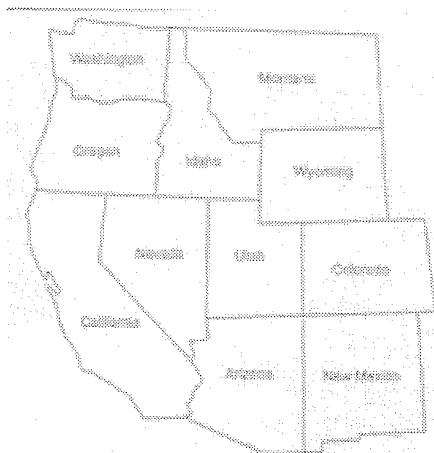 Washington
Montana
Oregon
Idaho
Wyoming
Nevada
Utah
Colorado
California
Arizona
New Mexico